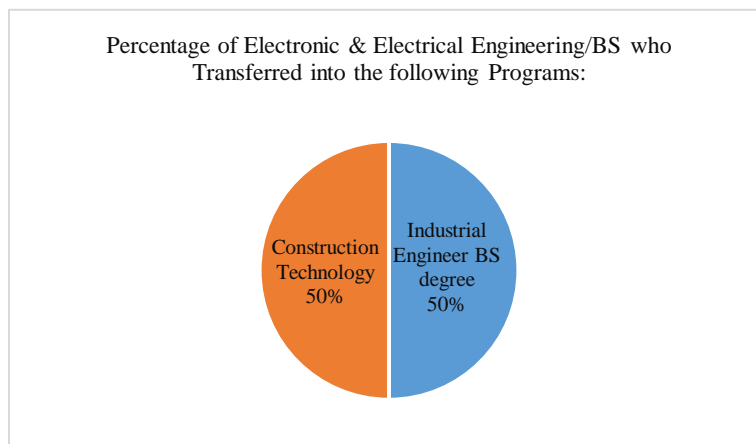 Percentage of Electronic & Electrical Engineering/BS who
Transferred into the following Programs:
Construction
Technology
50%
Industrial
Engineer BS
degree
50%